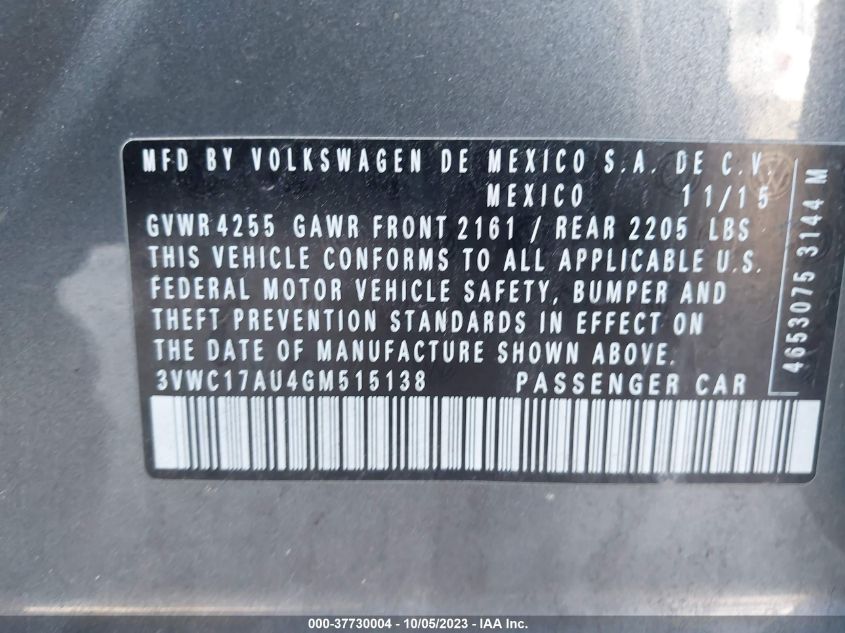 MFD BY VOLKSWAGEN DE MEXICO S.A. DE C.V.
MEXICO 11/15
GVWR 4255 GAWR FRONT 2161 / REAR 2205 LBS
THIS VEHICLE CONFORMS TO ALL APPLICABLE U.S.
FEDERAL MOTOR VEHICLE SAFETY, BUMPER AND
THEFT PREVENTION STANDARDS IN EFFECT ON
THE DATE OF MANUFACTURE SHOWN ABOVE.
3VWC17AU4GM515138 PASSENGER CAR
4653075 3144 M
000-37730004 - 10/05/2023 - IAA Inc.